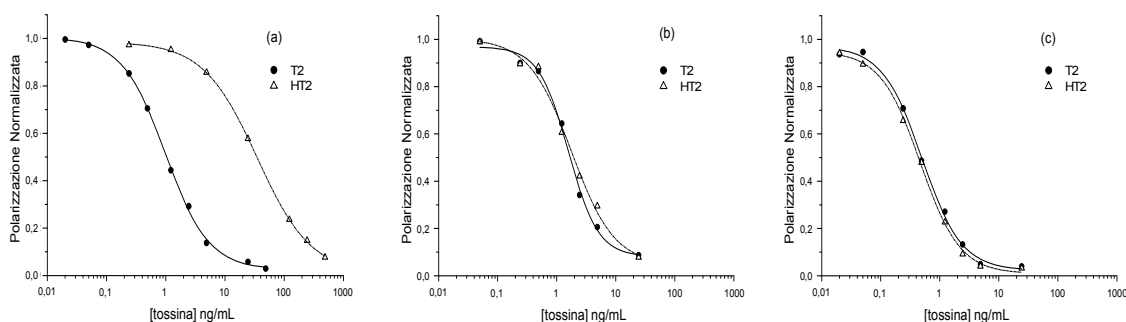 (a)
T2
HT2
Polarizzazione Normalizzata
1,0
0,8
0,6
0,4
0,2
0,0
0,01 0,1 1 10 100 1000
[tossina] ng/mL
(b)
T2
HT2
Polarizzazione Normalizzata
1,0
0,8
0,6
0,4
0,2
0,0
0,01 0,1 1 10 100
[tossina] ng/mL
(c)
T2
HT2
Polarizzazione Normalizzata
1,0
0,8
0,6
0,4
0,2
0,0
0,01 0,1 1 10 100
[tossina] ng/mL